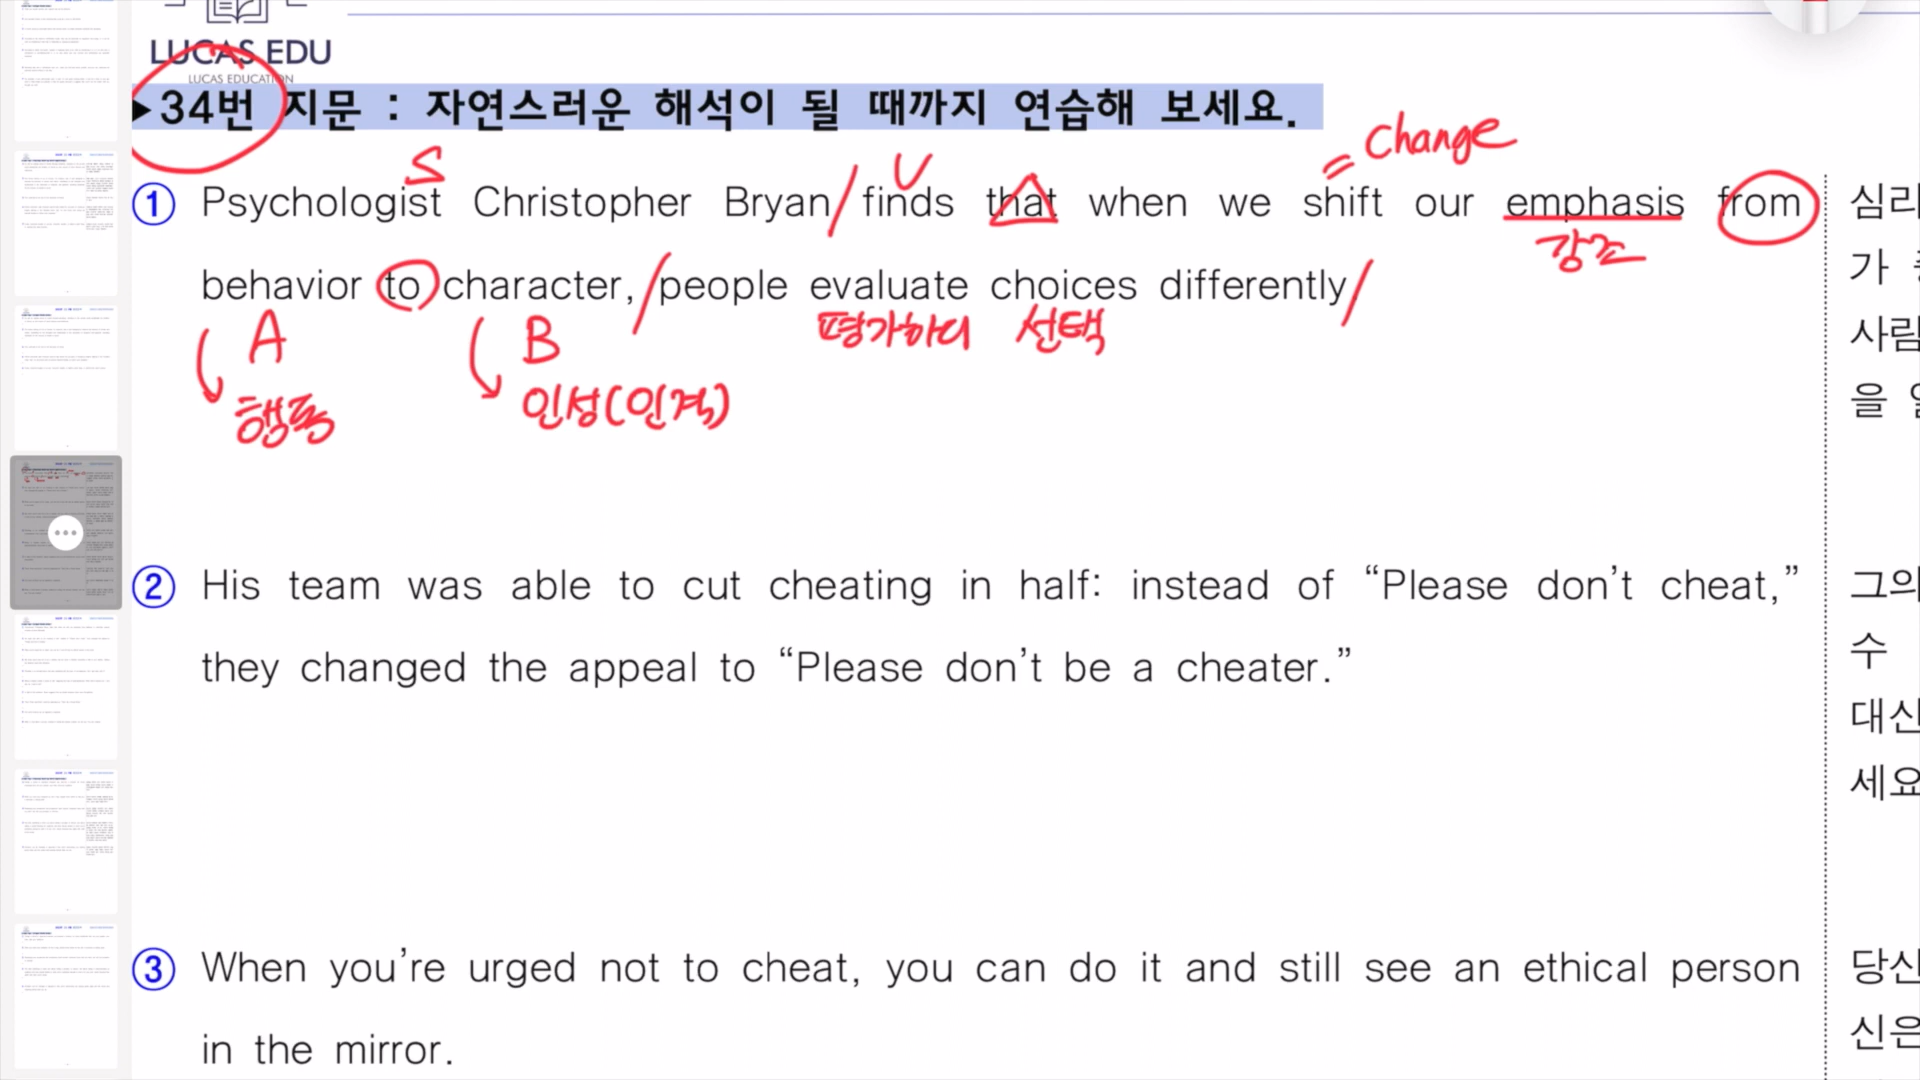 LUCAS EDU
LUCAS EDUCATION
▶34번 지문 : 자연스러운 해석이 될 때까지 연습해 보세요.
= Change
S V
① Psychologist Christopher Bryan / finds that when we shift our emphasis from
강조
behavior to character, / people evaluate choices differently /
A B 평가하다 선택
행동 인성(인격)
② His team was able to cut cheating in half: instead of “Please don’t cheat,”
they changed the appeal to “Please don’t be a cheater.”
③ When you’re urged not to cheat, you can do it and still see an ethical person
in the mirror.
심리
가
사람
을
그의
수
대신
세요
당신
신은